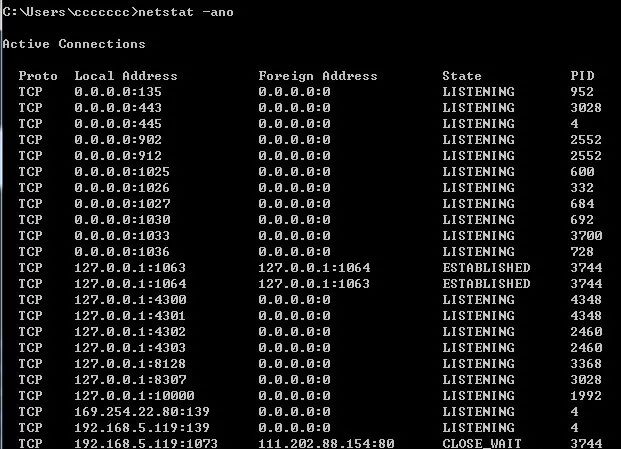 C:\Users\ccccccc>netstat -ano
Active Connections
Proto Local Address Foreign Address State PID
TCP 0.0.0.0:135 0.0.0.0:0 LISTENING 952
TCP 0.0.0.0:443 0.0.0.0:0 LISTENING 3028
TCP 0.0.0.0:445 0.0.0.0:0 LISTENING 4
TCP 0.0.0.0:902 0.0.0.0:0 LISTENING 2552
TCP 0.0.0.0:912 0.0.0.0:0 LISTENING 2552
TCP 0.0.0.0:1025 0.0.0.0:0 LISTENING 600
TCP 0.0.0.0:1026 0.0.0.0:0 LISTENING 332
TCP 0.0.0.0:1027 0.0.0.0:0 LISTENING 684
TCP 0.0.0.0:1030 0.0.0.0:0 LISTENING 692
TCP 0.0.0.0:1033 0.0.0.0:0 LISTENING 3700
TCP 0.0.0.0:1036 0.0.0.0:0 LISTENING 728
TCP 127.0.0.1:1063 127.0.0.1:1064 ESTABLISHED 3744
TCP 127.0.0.1:1064 127.0.0.1:1063 ESTABLISHED 3744
TCP 127.0.0.1:4300 0.0.0.0:0 LISTENING 4348
TCP 127.0.0.1:4301 0.0.0.0:0 LISTENING 4348
TCP 127.0.0.1:4302 0.0.0.0:0 LISTENING 2460
TCP 127.0.0.1:4303 0.0.0.0:0 LISTENING 2460
TCP 127.0.0.1:8128 0.0.0.0:0 LISTENING 3368
TCP 127.0.0.1:8307 0.0.0.0:0 LISTENING 3028
TCP 127.0.0.1:10000 0.0.0.0:0 LISTENING 1992
TCP 169.254.22.80:139 0.0.0.0:0 LISTENING 4
TCP 192.168.5.119:139 0.0.0.0:0 LISTENING 4
TCP 192.168.5.119:1073 111.202.88.154:80 CLOSE_WAIT 3744